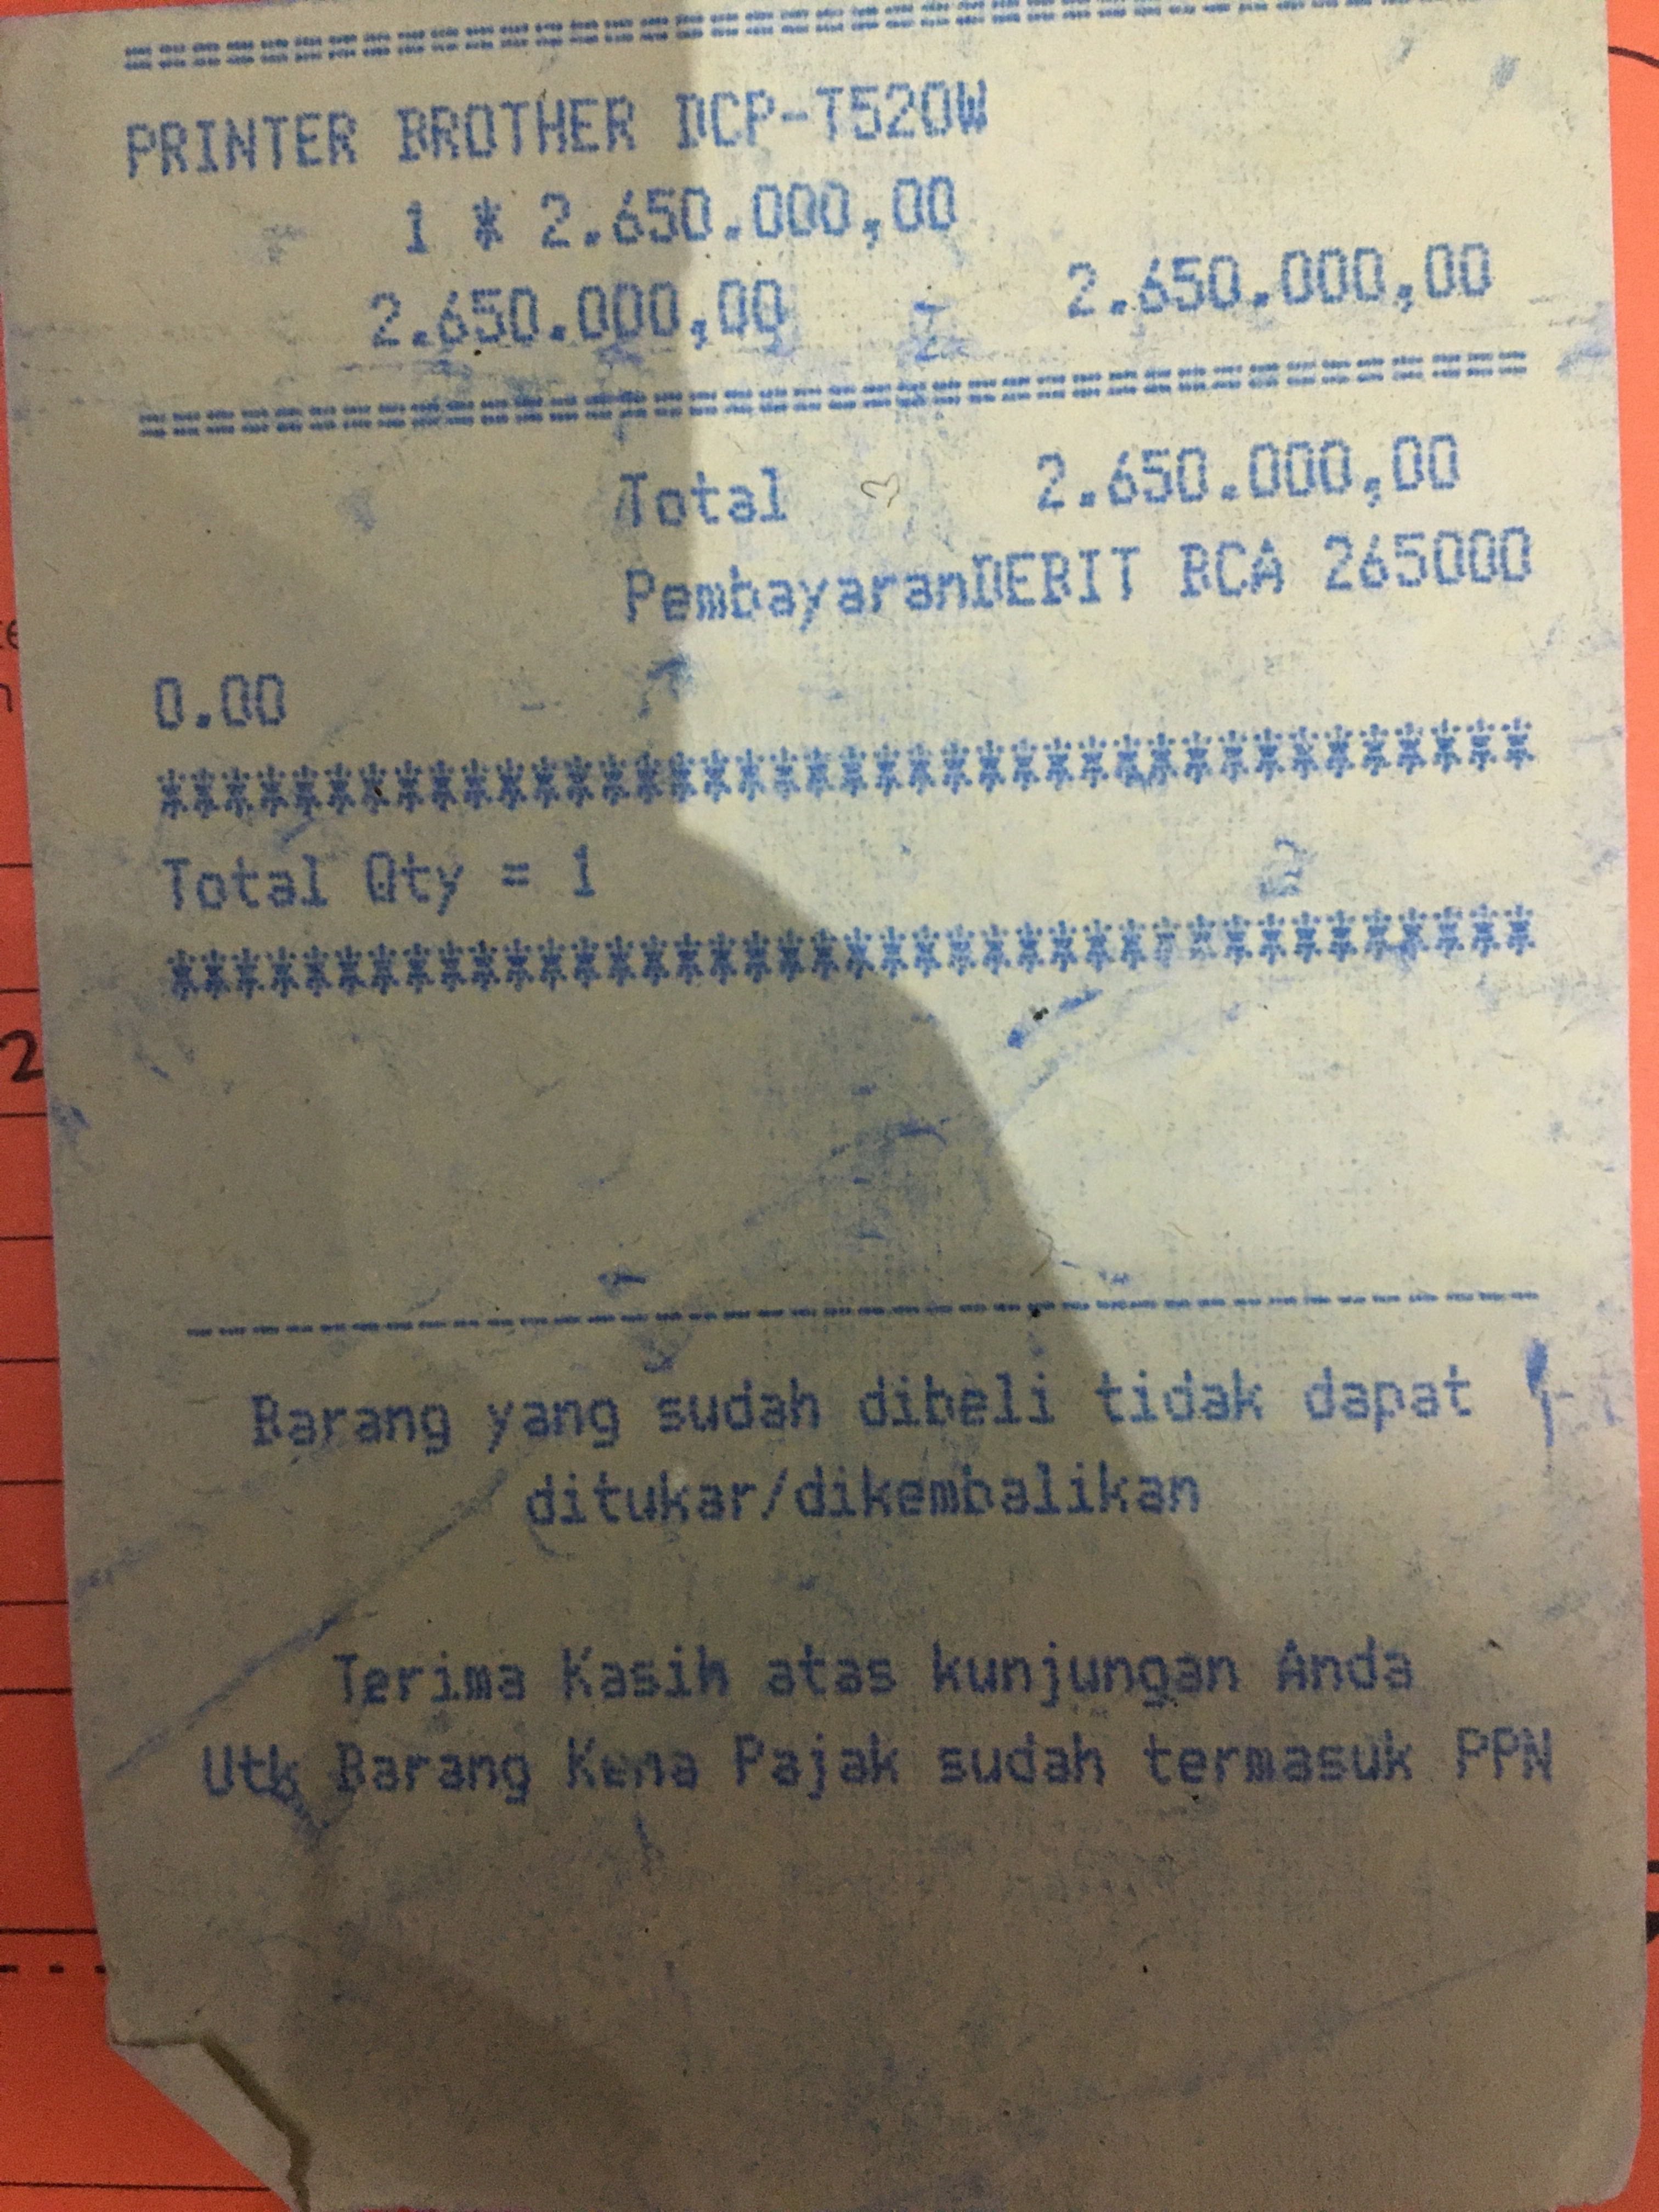 ================================
PRINTER BROTHER DCP-T520W
1 * 2.650.000,00
2.650.000,00 2.650.000,00
================================
Total 2.650.000,00
PembayaranDEBIT BCA 265000
0.00
****************************************
Total Qty = 1
****************************************
----------------------------------------
Barang yang sudah dibeli tidak dapat
ditukar/dikembalikan
Terima Kasih atas kunjungan Anda
Utk Barang Kena Pajak sudah termasuk PPN
2